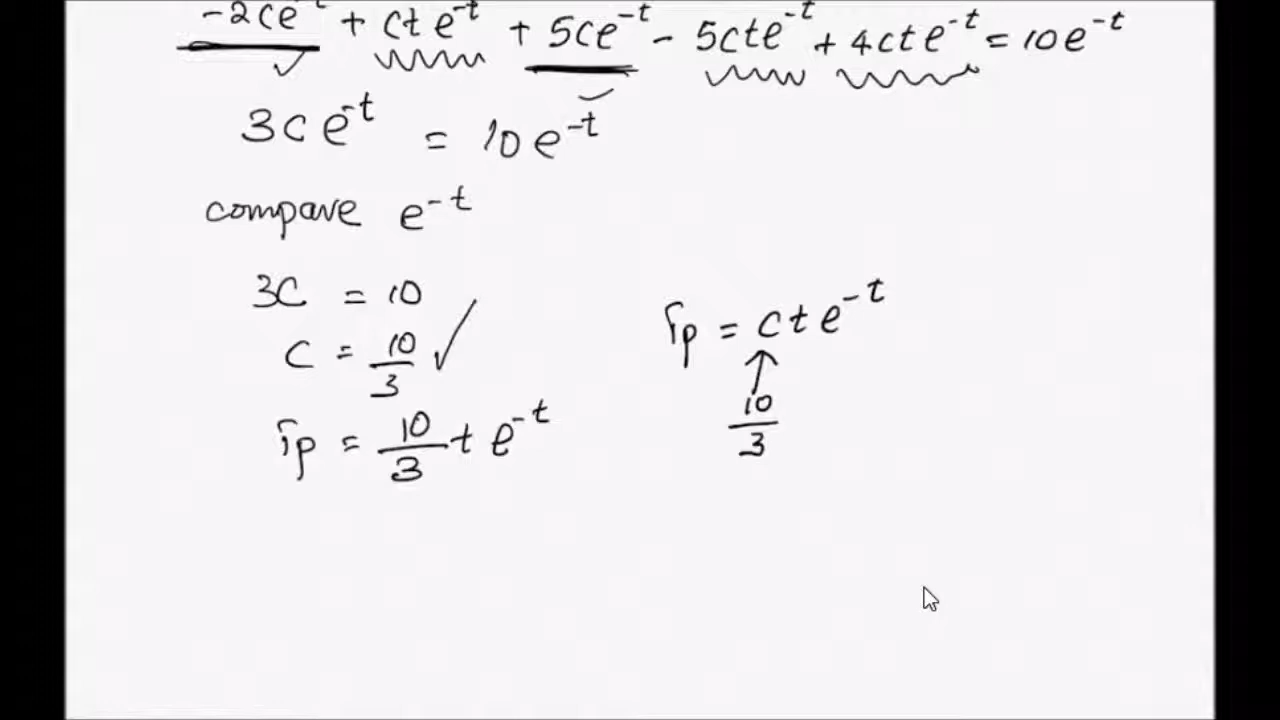 -2ce^-t + cte^-t + 5ce^-t - 5cte^-t + 4cte^-t = 10e^-t
3ce^-t = 10e^-t
compare e^-t
3C = 10
C = 10/3 ✓
ip = 10/3 t e^-t
ip = cte^-t
10/3